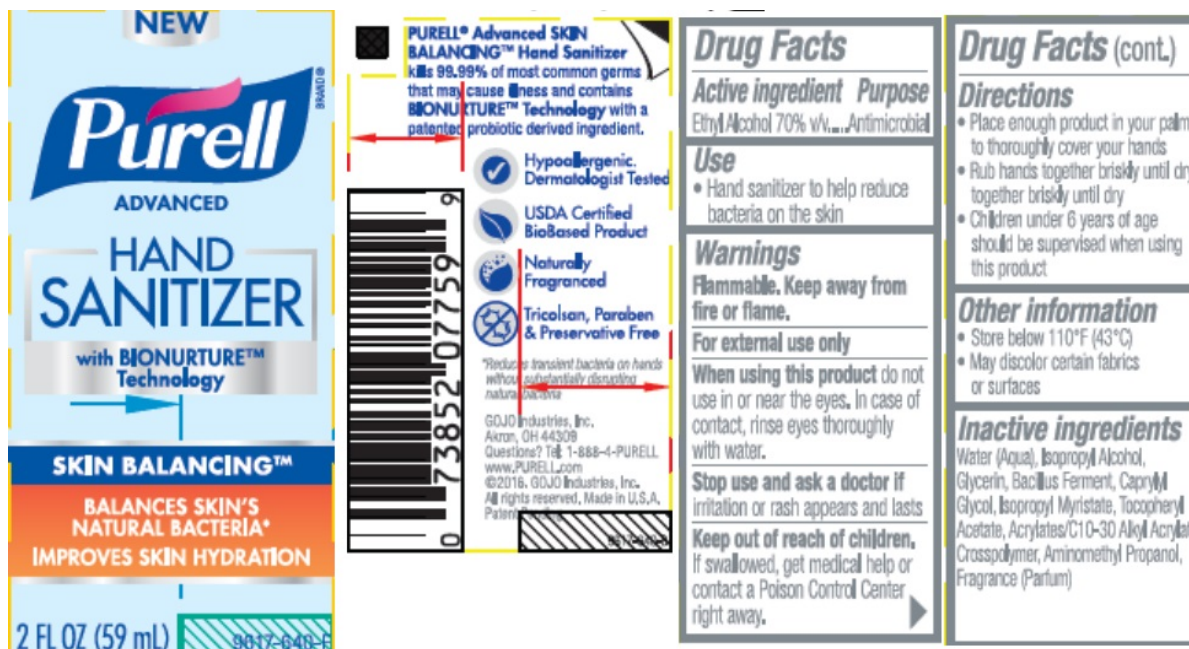 NEW
Purell
BRAND®
ADVANCED
HAND
SANITIZER
with BIONURTURE™
Technology
SKIN BALANCING™
BALANCES SKIN'S
NATURAL BACTERIA*
IMPROVES SKIN HYDRATION
2 FL OZ (59 mL)
9617-640-F
PURELL® Advanced SKIN
BALANCING™ Hand Sanitizer
kills 99.99% of most common germs
that may cause illness and contains
BIONURTURE™ Technology with a
patented probiotic derived ingredient.
Hypoallergenic.
Dermatologist Tested
USDA Certified
BioBased Product
Naturally
Fragranced
Tricolsan, Paraben
& Preservative Free
*Reduces transient bacteria on hands
without substantially disrupting
natural bacteria
GOJO Industries, Inc.
Akron, OH 44309
Questions? Tel: 1-888-4-PURELL
www.PURELL.com
©2016. GOJO Industries, Inc.
All rights reserved. Made in U.S.A.
Patent Pending
0 73852 07759 9
Drug Facts
Active ingredient Purpose
Ethyl Alcohol 70% v/v.....Antimicrobial
Use
• Hand sanitizer to help reduce
bacteria on the skin
Warnings
Flammable. Keep away from
fire or flame.
For external use only
When using this product do not
use in or near the eyes. In case of
contact, rinse eyes thoroughly
with water.
Stop use and ask a doctor if
irritation or rash appears and lasts
Keep out of reach of children.
If swallowed, get medical help or
contact a Poison Control Center
right away.
Drug Facts (cont.)
Directions
• Place enough product in your palm
to thoroughly cover your hands
• Rub hands together briskly until dry
together briskly until dry
• Children under 6 years of age
should be supervised when using
this product
Other information
• Store below 110°F (43°C)
• May discolor certain fabrics
or surfaces
Inactive ingredients
Water (Aqua), Isopropyl Alcohol,
Glycerin, Bacillus Ferment, Caprylyl
Glycol, Isopropyl Myristate, Tocopheryl
Acetate, Acrylates/C10-30 Alkyl Acrylat
Crosspolymer, Aminomethyl Propanol,
Fragrance (Parfum)